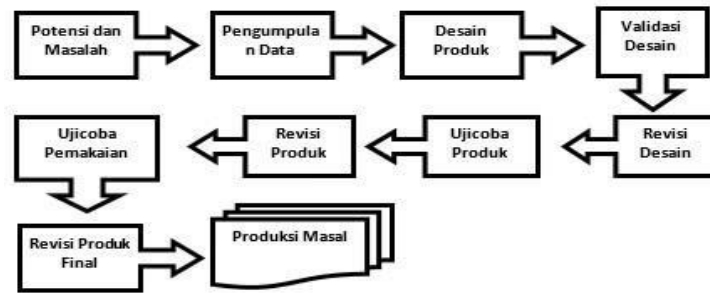 Potensi dan
Masalah
Pengumpula
n Data
Desain
Produk
Validasi
Desain
Revisi
Desain
Ujicoba
Produk
Revisi
Produk
Ujicoba
Pemakaian
Revisi Produk
Final
Produksi Masal